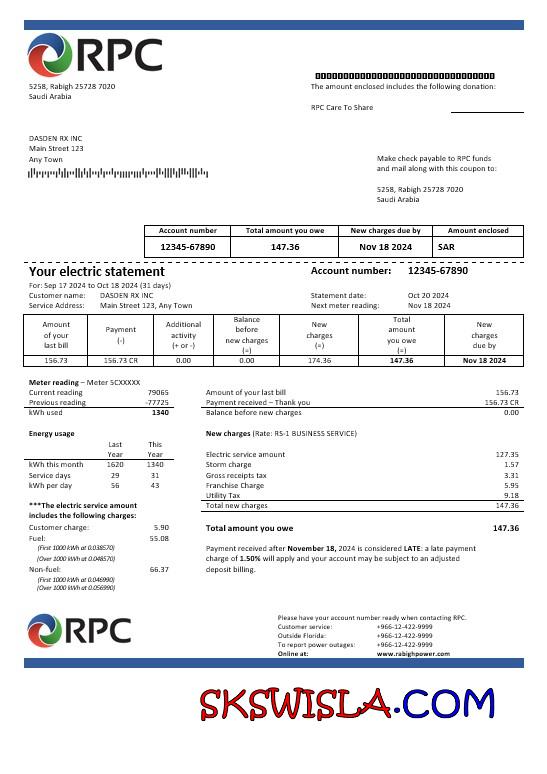 RPC
5258, Rabigh 25728 7020
Saudi Arabia
The amount enclosed includes the following donation:
RPC Care To Share
DASDEN RX INC
Main Street 123
Any Town
Make check payable to RPC funds
and mail along with this coupon to:
5258, Rabigh 25728 7020
Saudi Arabia
Account number Total amount you owe New charges due by Amount enclosed
12345-67890 147.36 Nov 18 2024 SAR
Your electric statement Account number: 12345-67890
For: Sep 17 2024 to Oct 18 2024 (31 days)
Customer name: DASDEN RX INC Statement date: Oct 20 2024
Service Address: Main Street 123, Any Town Next meter reading: Nov 18 2024
Amount of your last bill Payment (-) Additional activity (+ or -) Balance before new charges (=) New charges (=) Total amount you owe (=) New charges due by
156.73 156.73 CR 0.00 0.00 174.36 147.36 Nov 18 2024
Meter reading – Meter 5CXXXXX
Current reading 79065
Previous reading -77725
kWh used 1340
Amount of your last bill 156.73
Payment received – Thank you 156.73 CR
Balance before new charges 0.00
Energy usage
Last Year This Year
kWh this month 1620 1340
Service days 29 31
kWh per day 56 43
***The electric service amount
includes the following charges:
Customer charge: 5.90
Fuel: 55.08
(First 1000 kWh at 0.038570)
(Over 1000 kWh at 0.048570)
Non-fuel: 66.37
(First 1000 kWh at 0.046990)
(Over 1000 kWh at 0.056990)
New charges (Rate: RS-1 BUSINESS SERVICE)
Electric service amount 127.35
Storm charge 1.57
Gross receipts tax 3.31
Franchise Charge 5.95
Utility Tax 9.18
Total new charges 147.36
Total amount you owe 147.36
Payment received after November 18, 2024 is considered LATE: a late payment
charge of 1.50% will apply and your account may be subject to an adjusted
deposit billing.
RPC
Please have your account number ready when contacting RPC.
Customer service: +966-12-422-9999
Outside Florida: +966-12-422-9999
To report power outages: +966-12-422-9999
Online at: www.rabighpower.com
SKSWISLA.COM